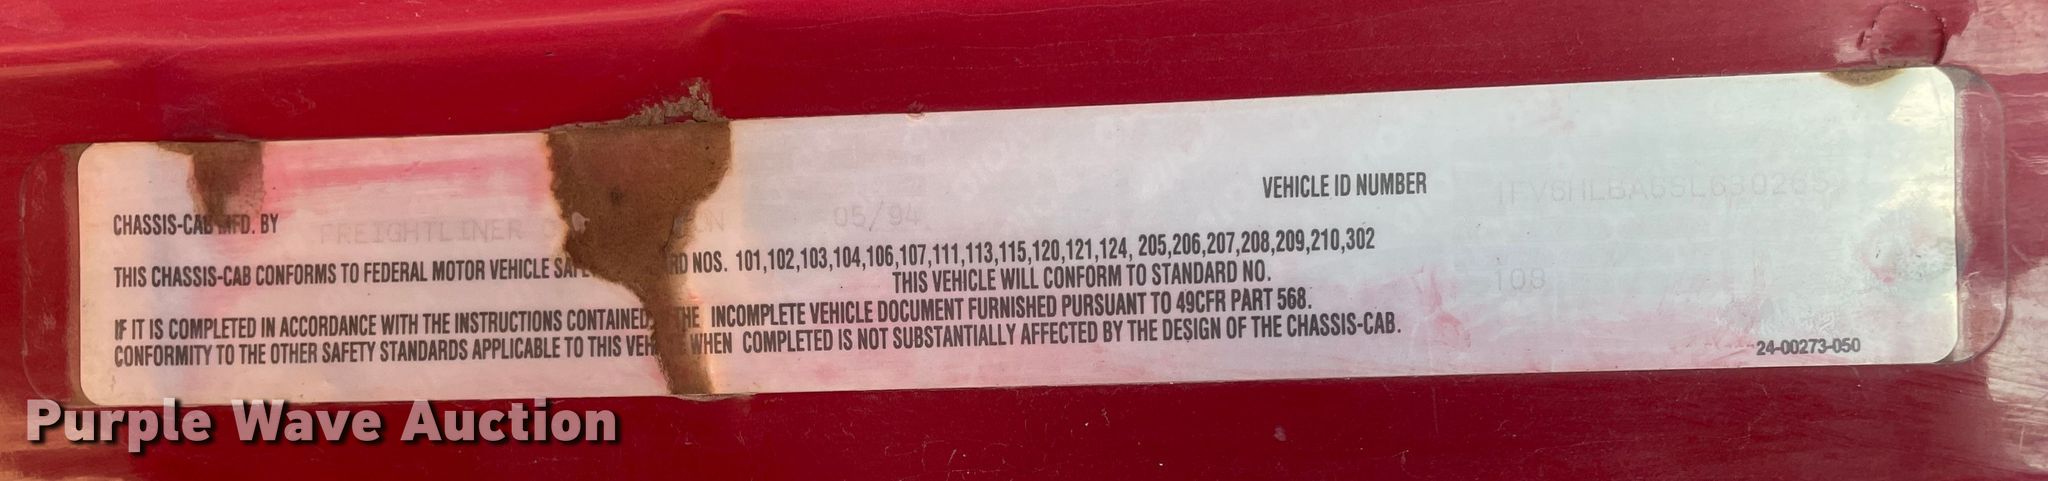 VEHICLE ID NUMBER
CHASSIS-CAB MFD. BY FREIGHTLINER 05/94
THIS CHASSIS-CAB CONFORMS TO FEDERAL MOTOR VEHICLE NOS. 101,102,103,104,106,107,111,113,115,120,121,124, 205,206,207,208,209,210,302
THIS VEHICLE WILL CONFORM TO STANDARD NO. 108
IF IT IS COMPLETED IN ACCORDANCE WITH THE INSTRUCTIONS CONTAINED THE INCOMPLETE VEHICLE DOCUMENT FURNISHED PURSUANT TO 49CFR PART 568.
CONFORMITY TO THE OTHER SAFETY STANDARDS APPLICABLE TO THIS VEHICLE WHEN COMPLETED IS NOT SUBSTANTIALLY AFFECTED BY THE DESIGN OF THE CHASSIS-CAB.
24-00273-050
Purple Wave Auction